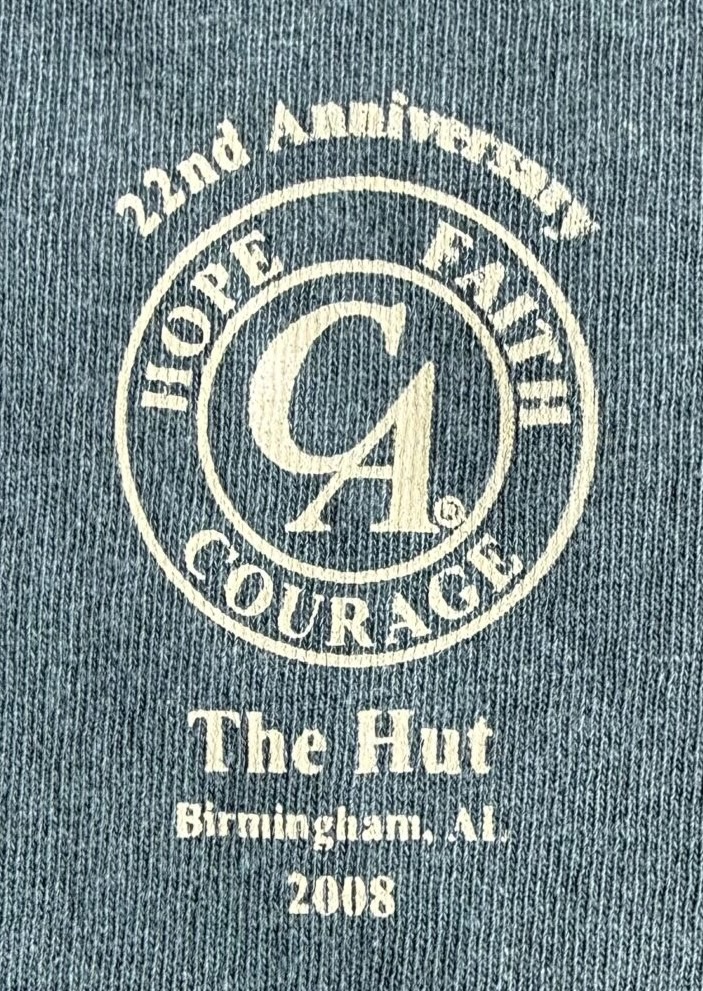 22nd Anniversary
HOPE FAITH
CA®
COURAGE
The Hut
Birmingham, AL
2008